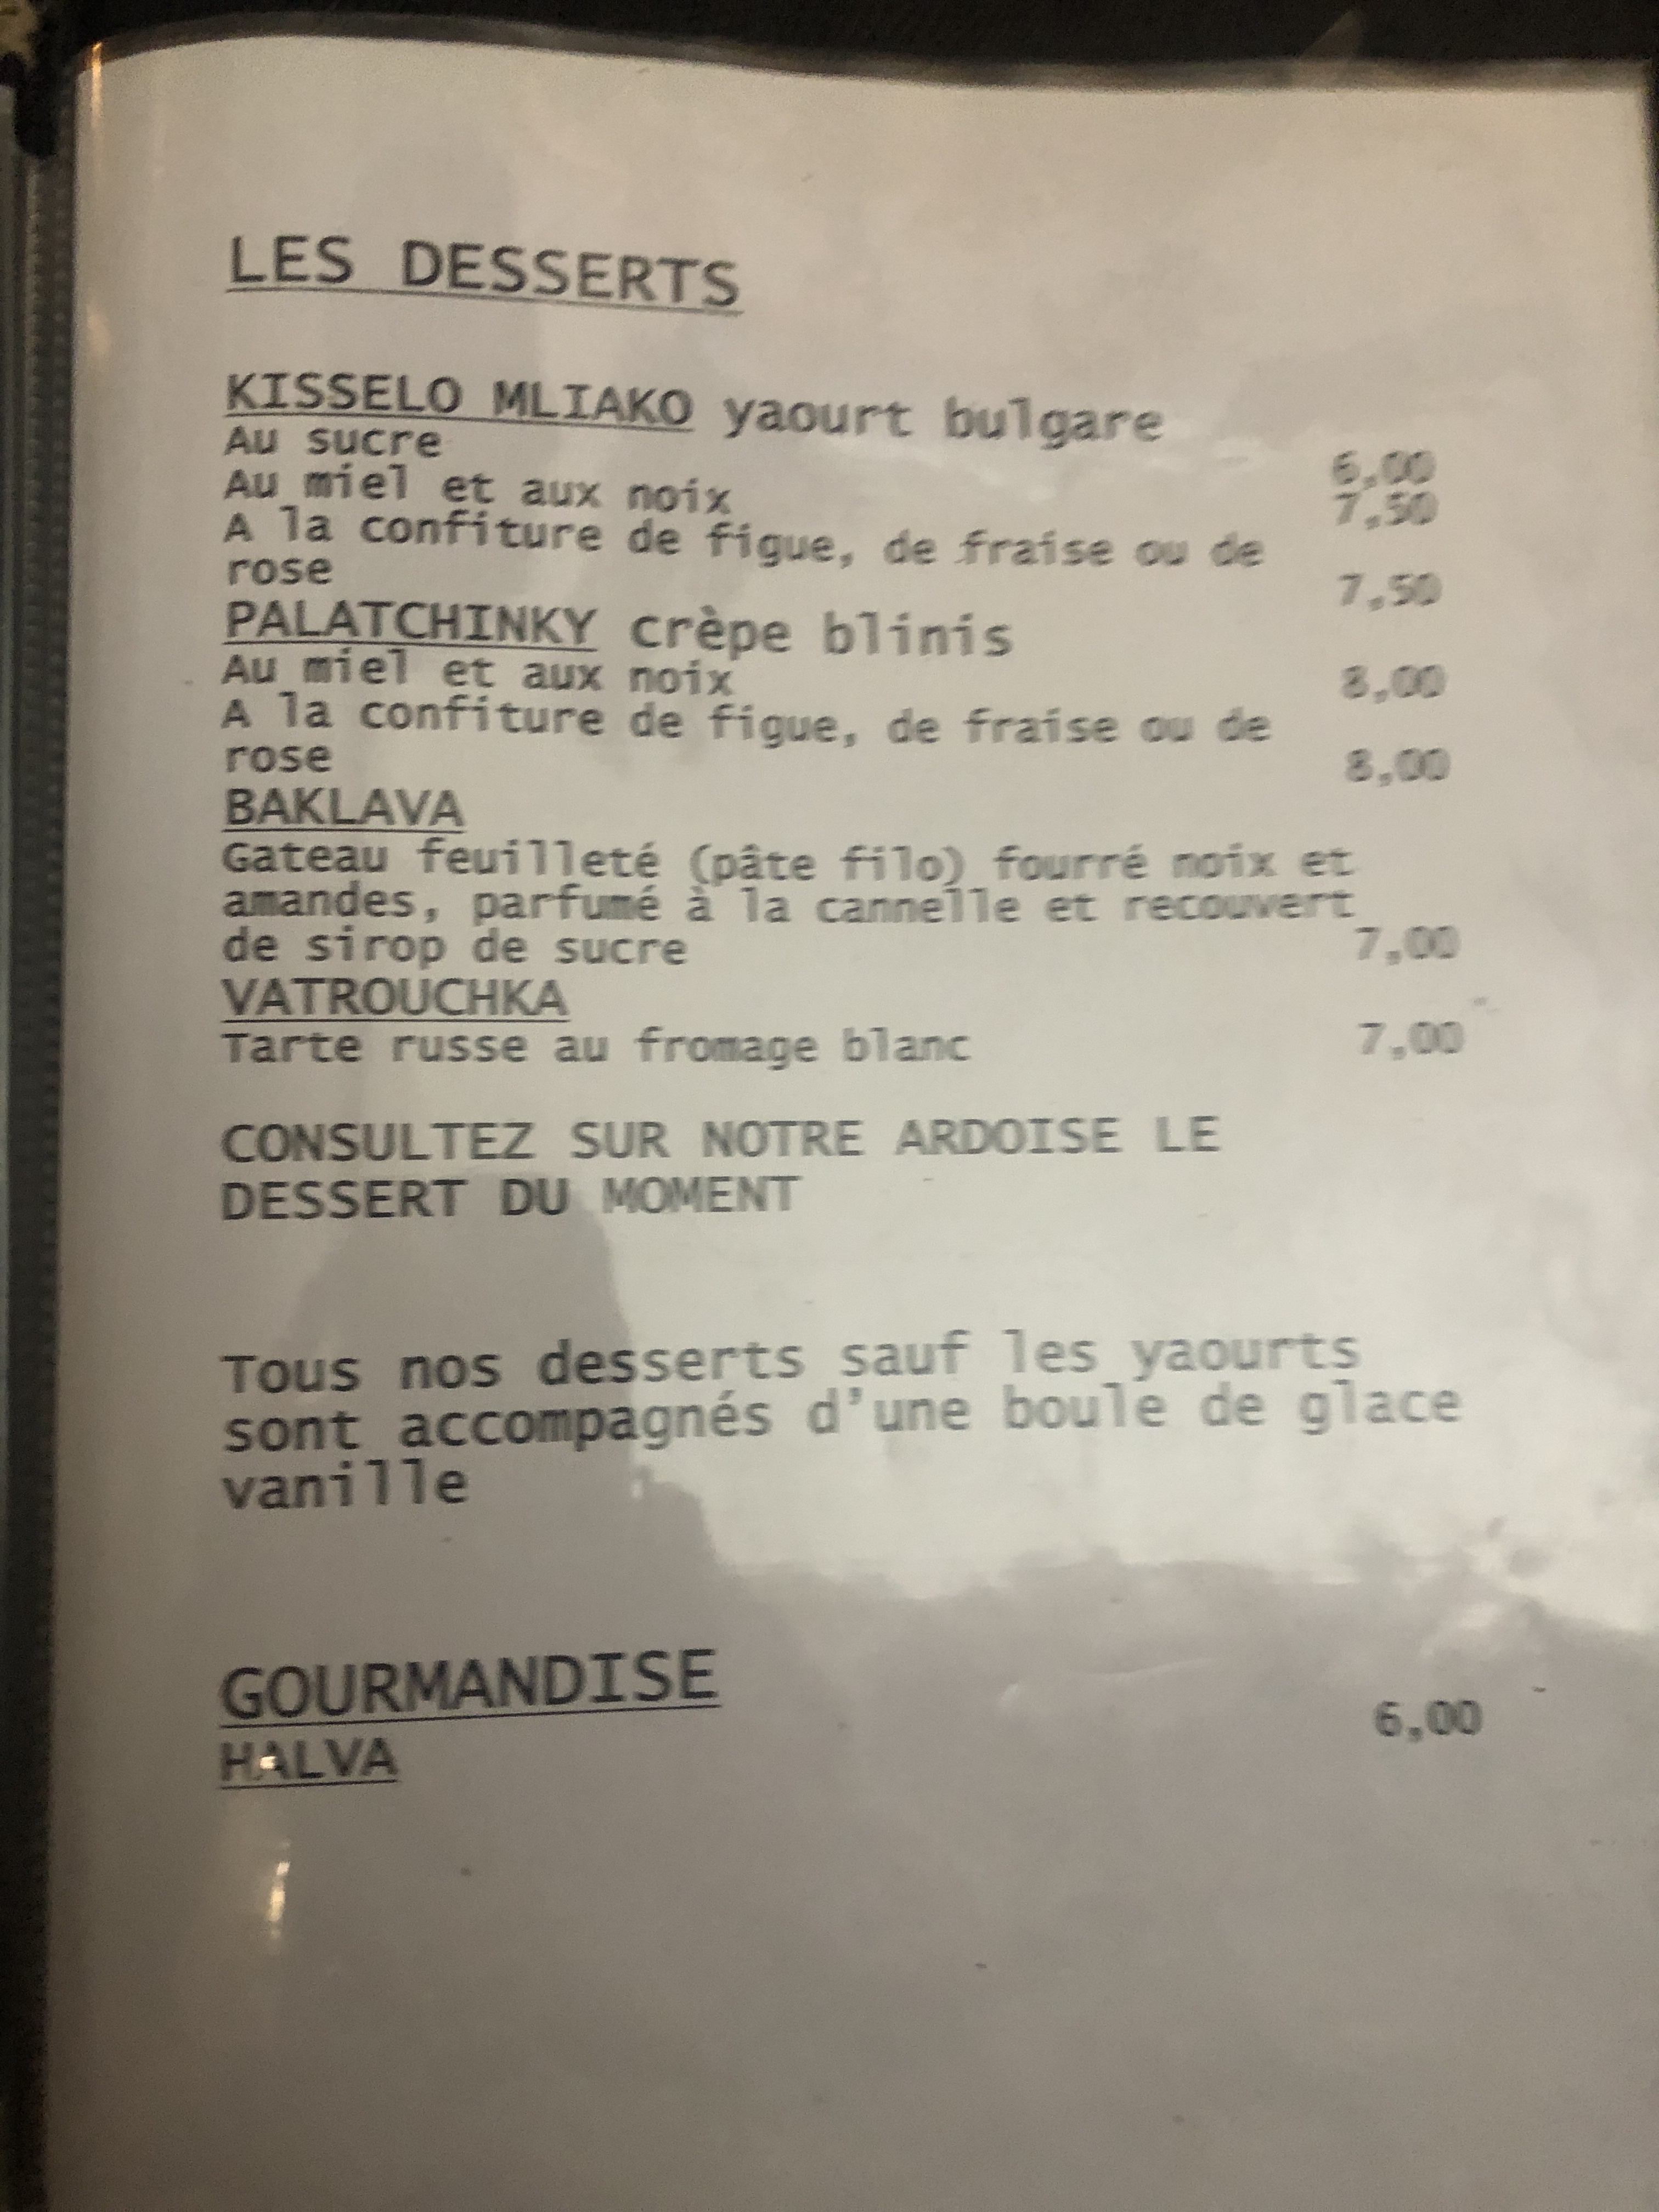 LES DESSERTS
KISSELO MLIAKO yaourt bulgare
Au sucre 6,00
Au miel et aux noix 7,50
A la confiture de figue, de fraise ou de
rose 7,50
PALATCHINKY crèpe blinis
Au miel et aux noix 8,00
A la confiture de figue, de fraise ou de
rose 8,00
BAKLAVA
Gateau feuilleté (pâte filo) fourré noix et
amandes, parfumé à la cannelle et recouvert
de sirop de sucre 7,00
VATROUCHKA
Tarte russe au fromage blanc 7,00
CONSULTEZ SUR NOTRE ARDOISE LE
DESSERT DU MOMENT
Tous nos desserts sauf les yaourts
sont accompagnés d'une boule de glace
vanille
GOURMANDISE
HALVA 6,00